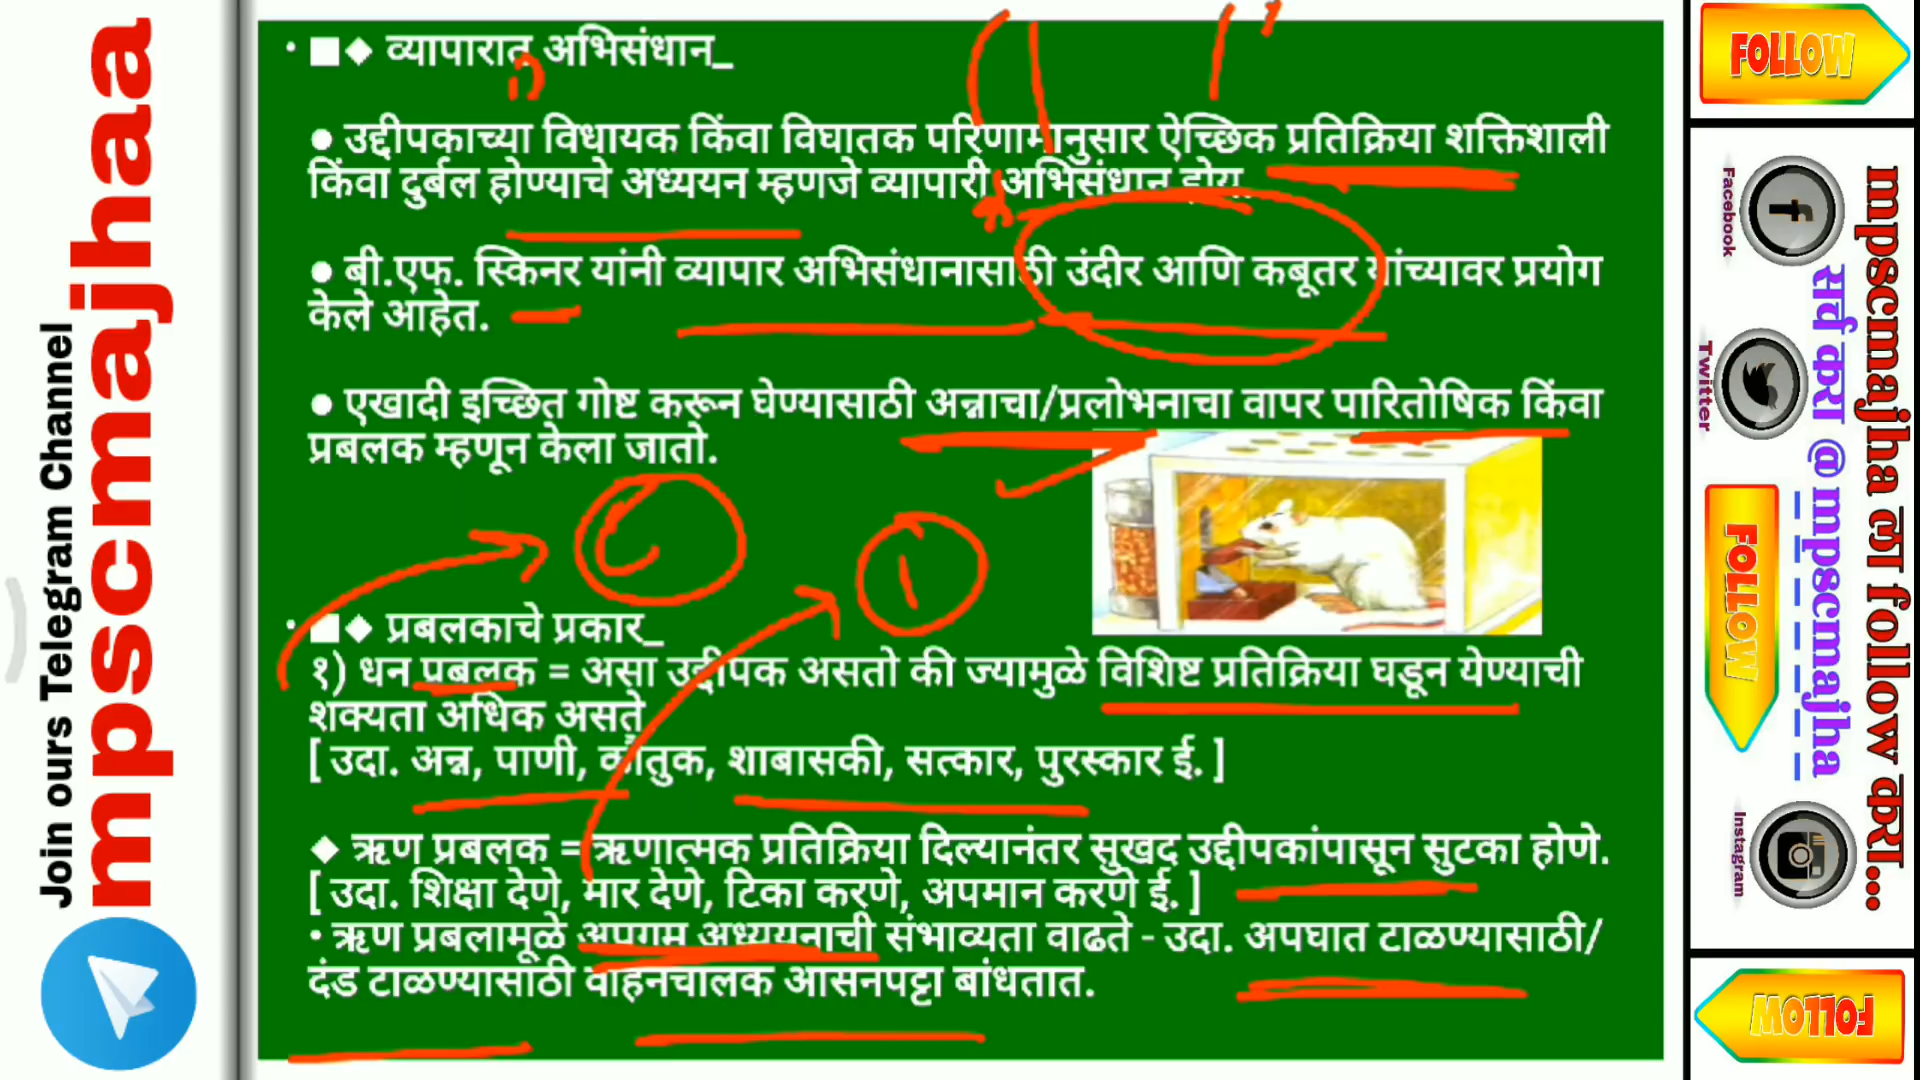 Join ours Telegram Channel
mpscmajhaa
• ■◆ व्यापारात अभिसंधान_
● उद्दीपकाच्या विधायक किंवा विघातक परिणामानुसार ऐच्छिक प्रतिक्रिया शक्तिशाली
किंवा दुर्बल होण्याचे अध्ययन म्हणजे व्यापारी अभिसंधान होय.
● बी.एफ. स्किनर यांनी व्यापार अभिसंधानासाठी उंदीर आणि कबूतर यांच्यावर प्रयोग
केले आहेत.
● एखादी इच्छित गोष्ट करून घेण्यासाठी अन्नाचा/प्रलोभनाचा वापर पारितोषिक किंवा
प्रबलक म्हणून केला जातो.
• ■◆ प्रबलकाचे प्रकार_
१) धन प्रबलक = असा उद्दीपक असतो की ज्यामुळे विशिष्ट प्रतिक्रिया घडून येण्याची
शक्यता अधिक असते
[ उदा. अन्न, पाणी, कौतुक, शाबासकी, सत्कार, पुरस्कार ई. ]
◆ ऋण प्रबलक = ऋणात्मक प्रतिक्रिया दिल्यानंतर सुखद उद्दीपकांपासून सुटका होणे.
[ उदा. शिक्षा देणे, मार देणे, टिका करणे, अपमान करणे ई. ]
• ऋण प्रबलामूळे अपगम अध्ययनाची संभाव्यता वाढते - उदा. अपघात टाळण्यासाठी/
दंड टाळण्यासाठी वाहनचालक आसनपट्टा बांधतात.
FOLLOW
Facebook
Twitter
Instagram
FOLLOW
सर्च करा @mpscmajha
mpscmajha ला follow करा...
FOLLOW